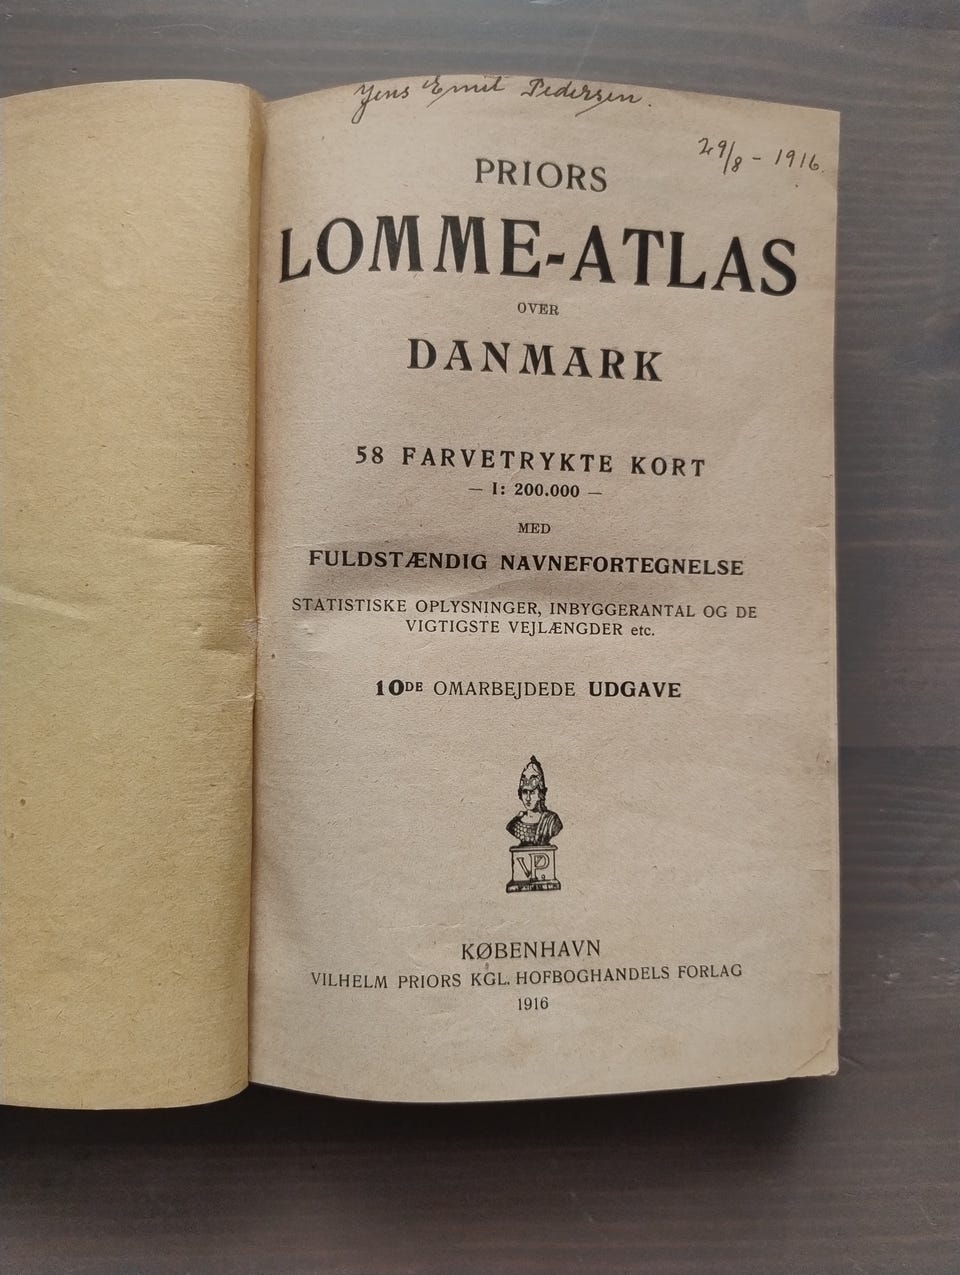 Jens Emil Pedersen.
29/8 - 1916.
PRIORS
LOMME-ATLAS
OVER
DANMARK
58 FARVETRYKTE KORT
— I: 200.000 —
MED
FULDSTÆNDIG NAVNEFORTEGNELSE
STATISTISKE OPLYSNINGER, INBYGGERANTAL OG DE
VIGTIGSTE VEJLÆNGDER etc.
10DE OMARBEJDEDE UDGAVE
VP.
KØBENHAVN
VILHELM PRIORS KGL. HOFBOGHANDELS FORLAG
1916